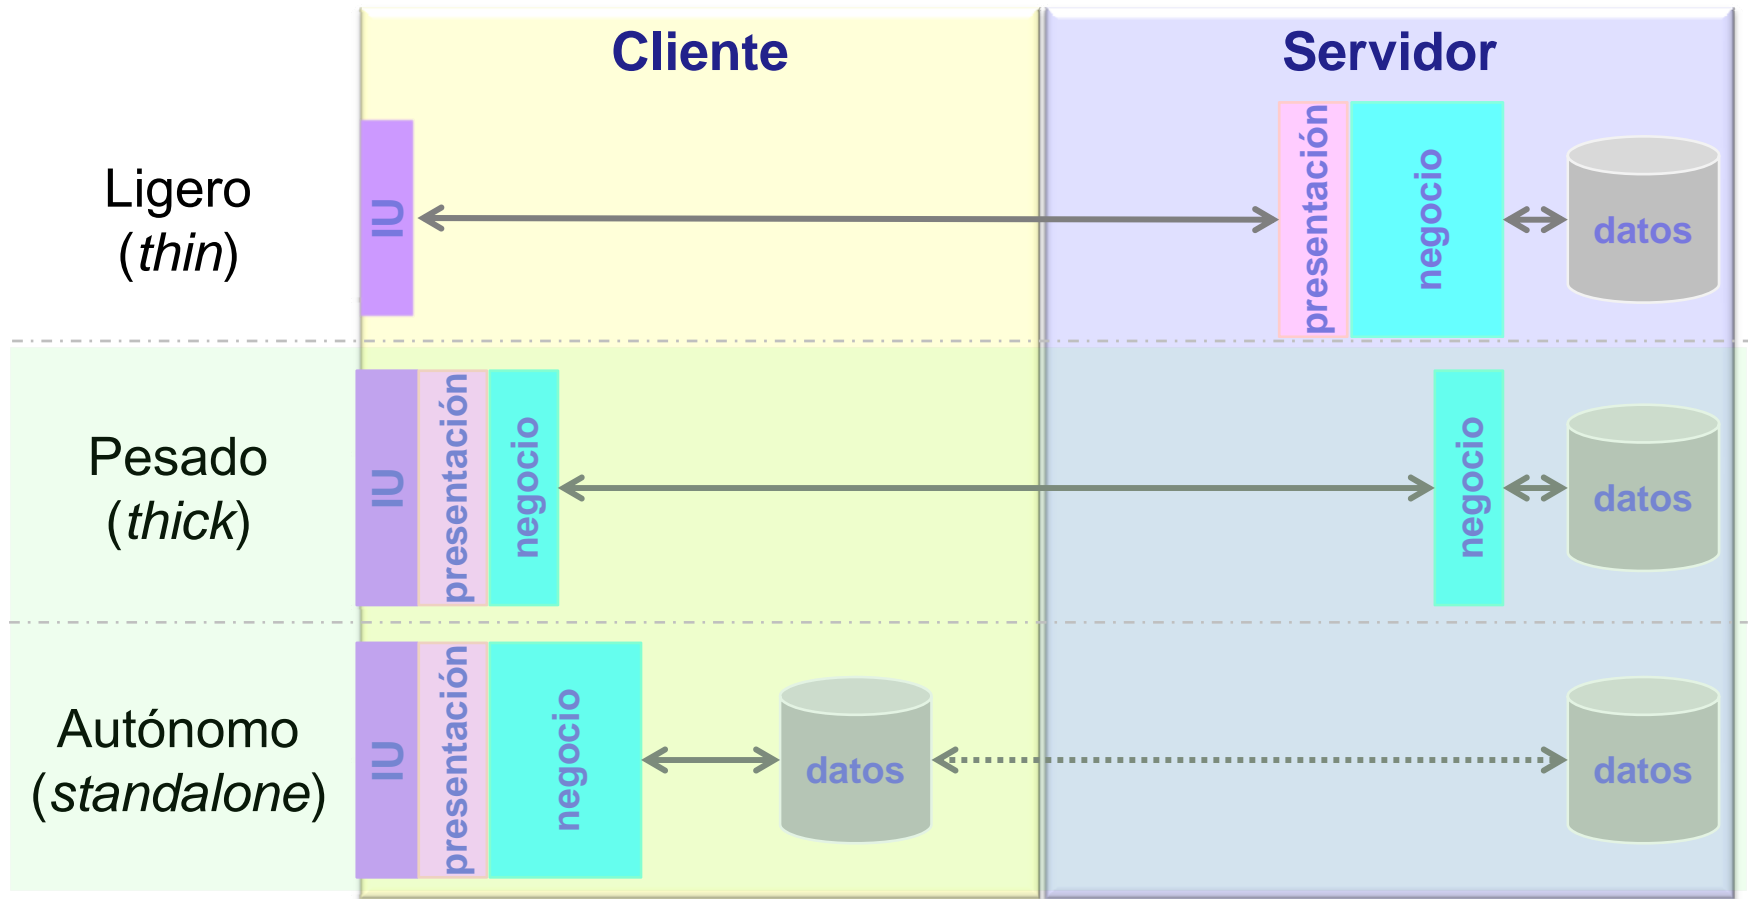 Cliente
Servidor
Ligero
(thin)
IU
presentación
negocio
datos
Pesado
(thick)
IU
presentación
negocio
negocio
datos
Autónomo
(standalone)
IU
presentación
negocio
datos
datos